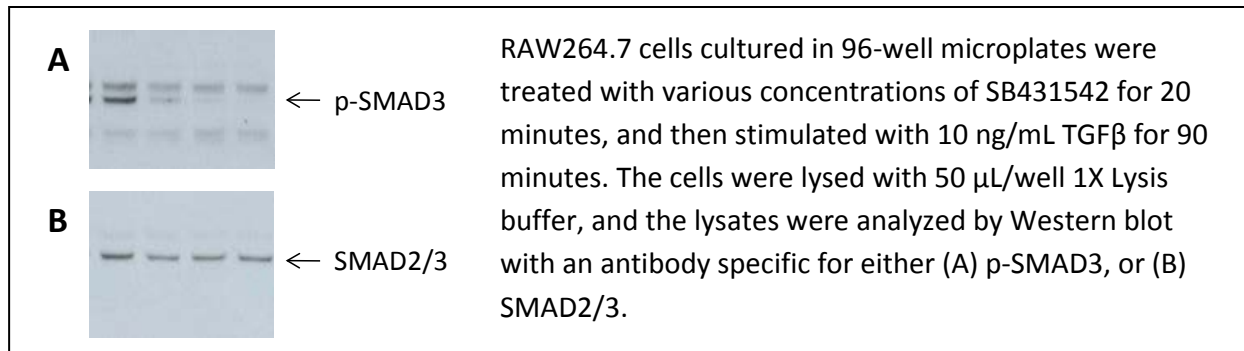 A
← p-SMAD3
B
← SMAD2/3
RAW264.7 cells cultured in 96-well microplates were
treated with various concentrations of SB431542 for 20
minutes, and then stimulated with 10 ng/mL TGFβ for 90
minutes. The cells were lysed with 50 μL/well 1X Lysis
buffer, and the lysates were analyzed by Western blot
with an antibody specific for either (A) p-SMAD3, or (B)
SMAD2/3.